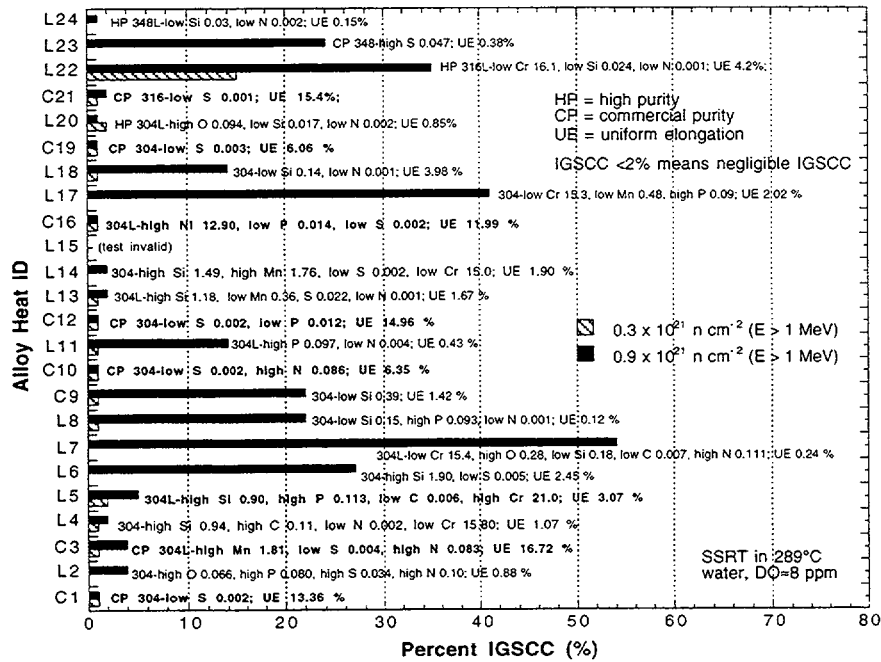 L24 HP 348L-low Si 0.03, low N 0.002; UE 0.15%
L23 CP 348-high S 0.047; UE 0.38%
L22 HP 316L-low Cr 16.1, low Si 0.024, low N 0.001; UE 4.2%;
C21 CP 316-low S 0.001; UE 15.4%;
HP = high purity
L20 HP 304L-high O 0.094, low Si 0.017, low N 0.002; UE 0.85%
CP = commercial purity
UE = uniform elongation
C19 CP 304-low S 0.003; UE 6.06 %
IGSCC <2% means negligible IGSCC
L18 304-low Si 0.14, low N 0.001; UE 3.98 %
L17 304-low Cr 15.3, low Mn 0.48, high P 0.09; UE 2.02 %
C16 304L-high Ni 12.90, low P 0.014, low S 0.002; UE 11.99 %
L15 (test invalid)
L14 304-high Si 1.49, high Mn 1.76, low S 0.002, low Cr 15.0; UE 1.90 %
L13 304L-high Si 1.18, low Mn 0.36, S 0.022, low N 0.001; UE 1.67 %
C12 CP 304-low S 0.002, low P 0.012; UE 14.96 %
0.3 x 10²¹ n cm⁻² (E > 1 MeV)
L11 304L-high P 0.097, low N 0.004; UE 0.43 %
0.9 x 10²¹ n cm⁻² (E > 1 MeV)
C10 CP 304-low S 0.002, high N 0.086; UE 6.35 %
C9 304-low Si 0.39; UE 1.42 %
L8 304-low Si 0.15, high P 0.093, low N 0.001; UE 0.12 %
L7 304L-low Cr 15.4, high O 0.28, low Si 0.18, low C 0.007, high N 0.111; UE 0.24 %
L6 304-high Si 1.90, low S 0.005; UE 2.45 %
L5 304L-high Si 0.90, high P 0.113, low C 0.006, high Cr 21.0; UE 3.07 %
L4 304-high Si 0.94, high C 0.11, low N 0.002, low Cr 15.80; UE 1.07 %
C3 CP 304L-high Mn 1.81, low S 0.004, high N 0.083; UE 16.72 %
SSRT in 289°C
L2 304-high O 0.066, high P 0.080, high S 0.034, high N 0.10; UE 0.88 %
water, DO≈8 ppm
C1 CP 304-low S 0.002; UE 13.36 %
0 10 20 30 40 50 60 70 80
Percent IGSCC (%)
Alloy Heat ID